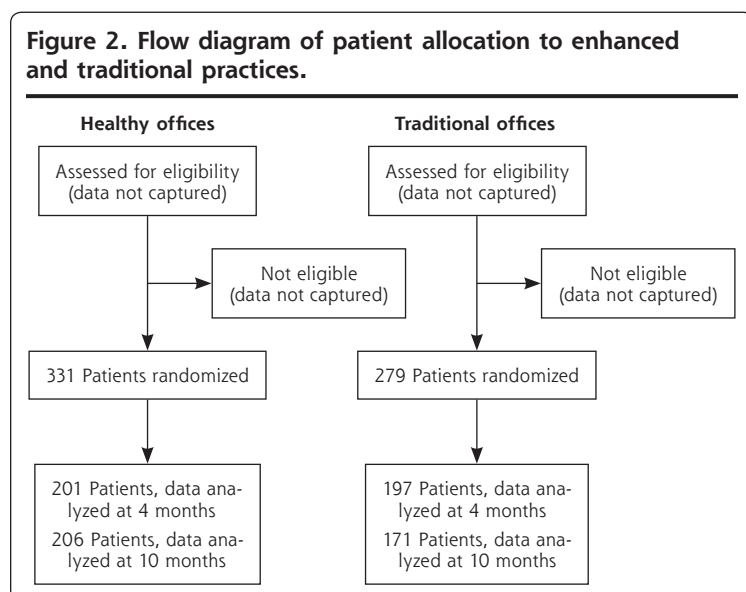 Figure 2. Flow diagram of patient allocation to enhanced
and traditional practices.
Healthy offices
Assessed for eligibility
(data not captured)
Not eligible
(data not captured)
331 Patients randomized
201 Patients, data ana-
lyzed at 4 months
206 Patients, data ana-
lyzed at 10 months
Traditional offices
Assessed for eligibility
(data not captured)
Not eligible
(data not captured)
279 Patients randomized
197 Patients, data ana-
lyzed at 4 months
171 Patients, data ana-
lyzed at 10 months